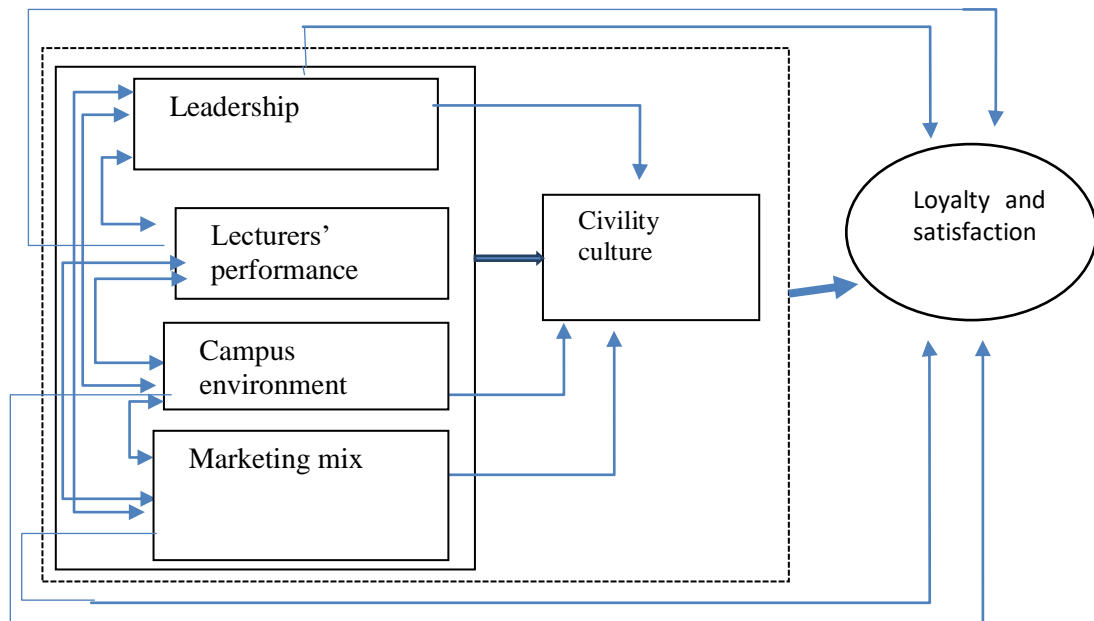 Leadership
Lecturers’
performance
Campus
environment
Marketing mix
Civility
culture
Loyalty and
satisfaction